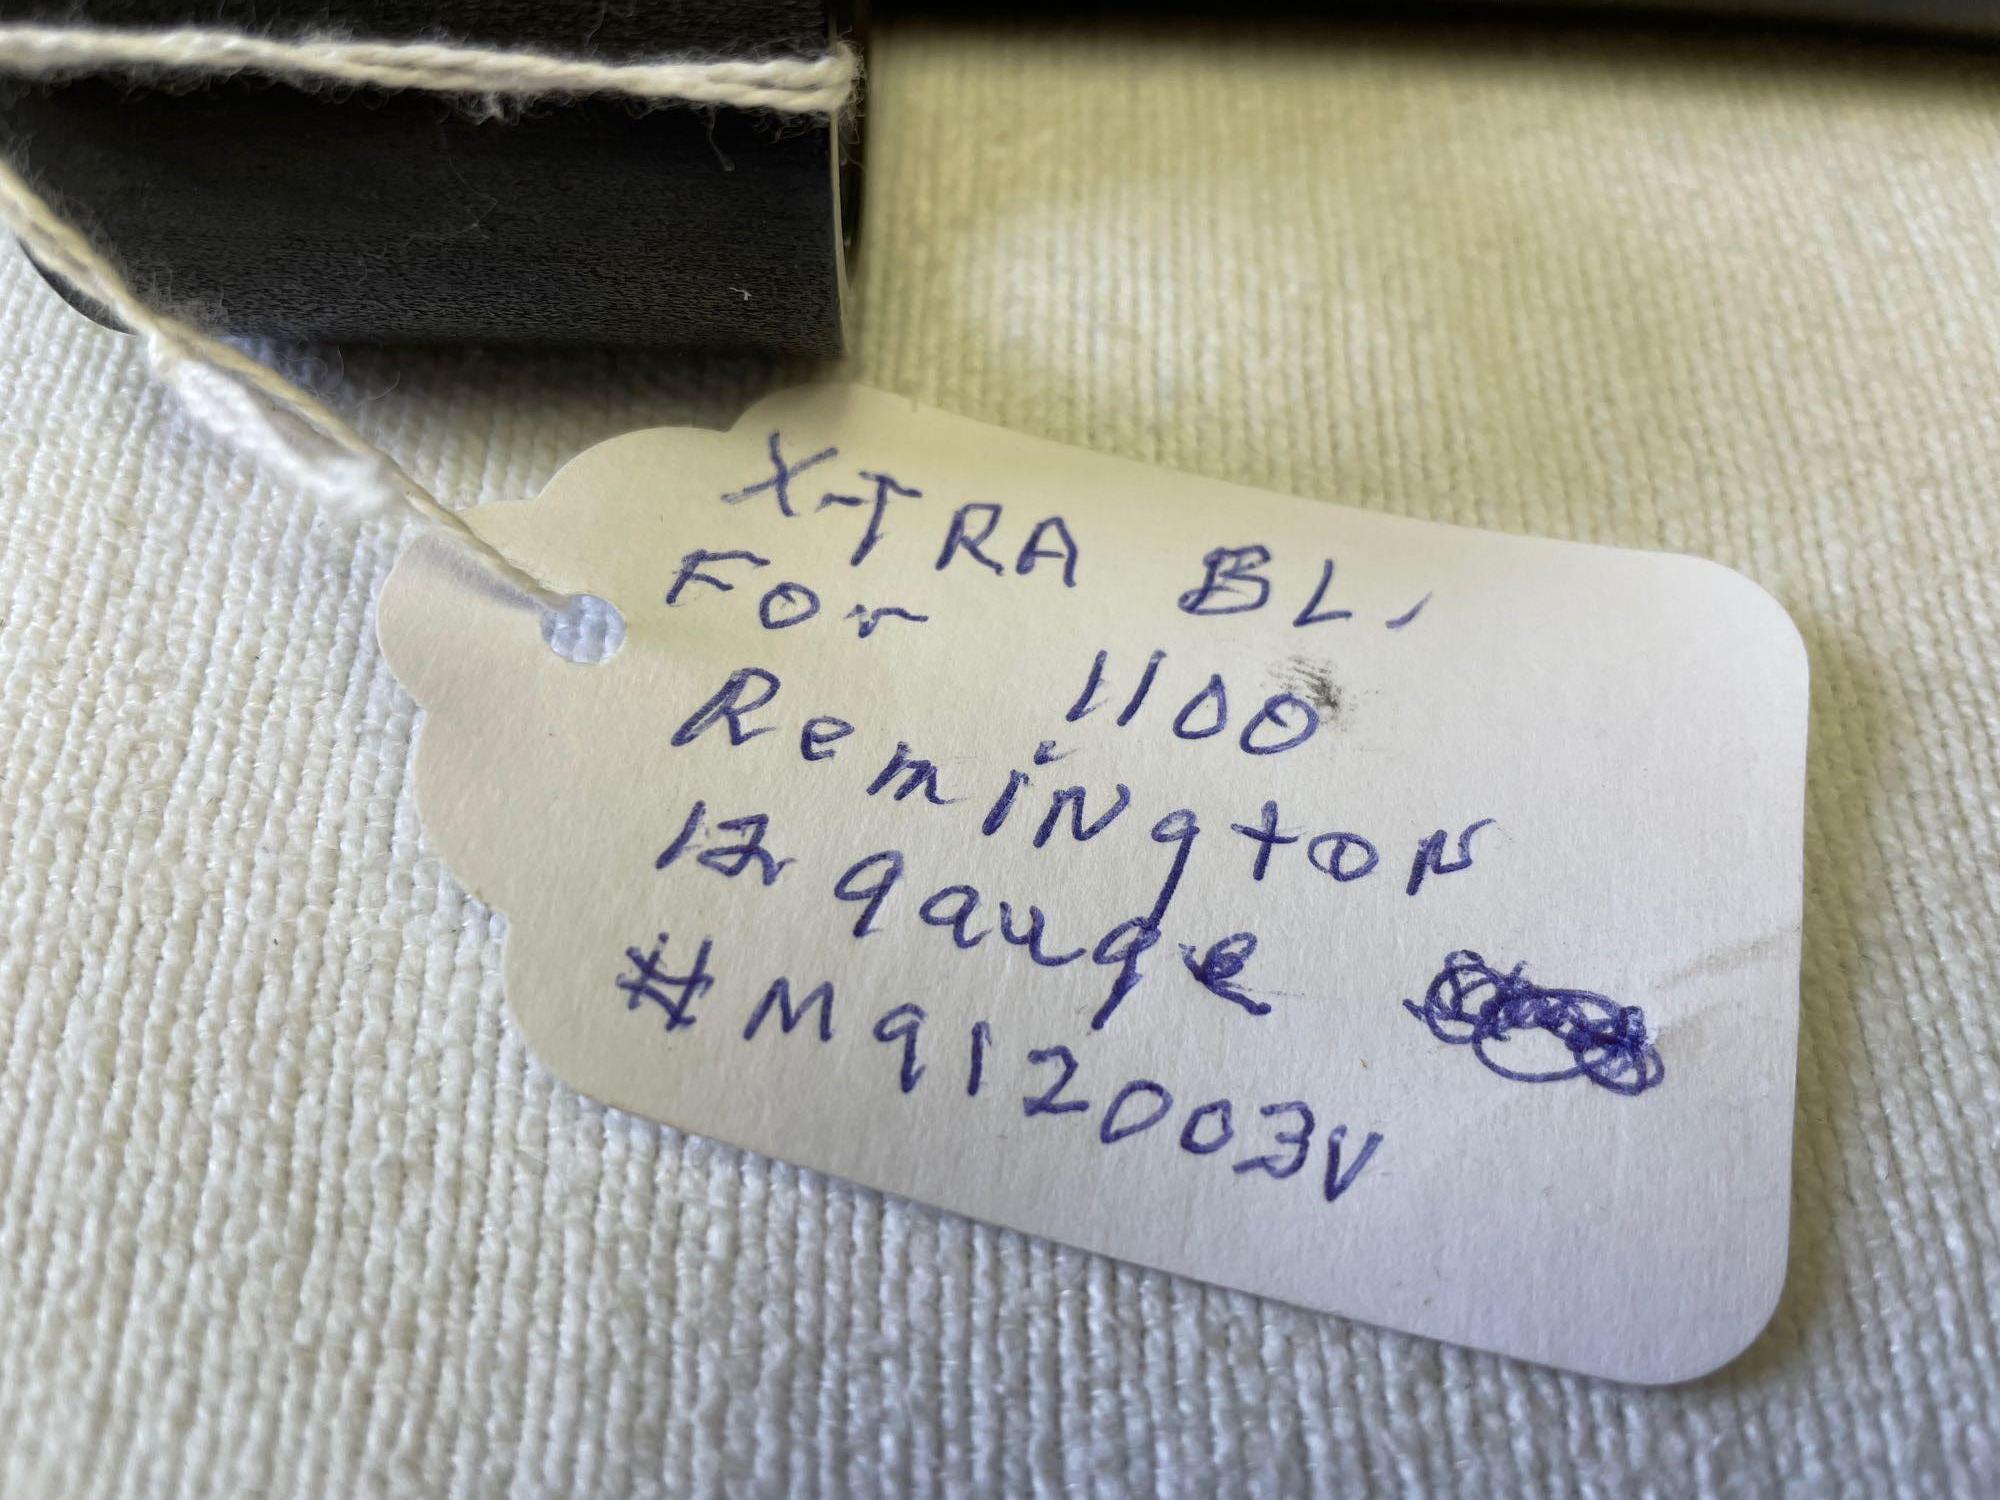 X-TRA BL.
For 1100
Remington
12 gauge
# M912003V